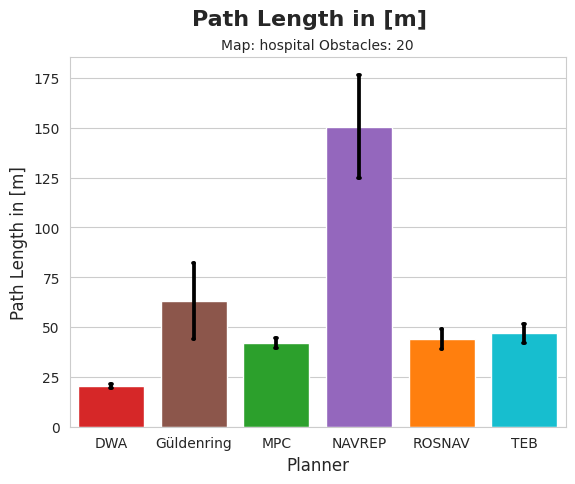 Path Length in [m]
Map: hospital Obstacles: 20
Path Length in [m]
175
150
125
100
75
50
25
0
DWA Güldenring MPC NAVREP ROSNAV TEB
Planner